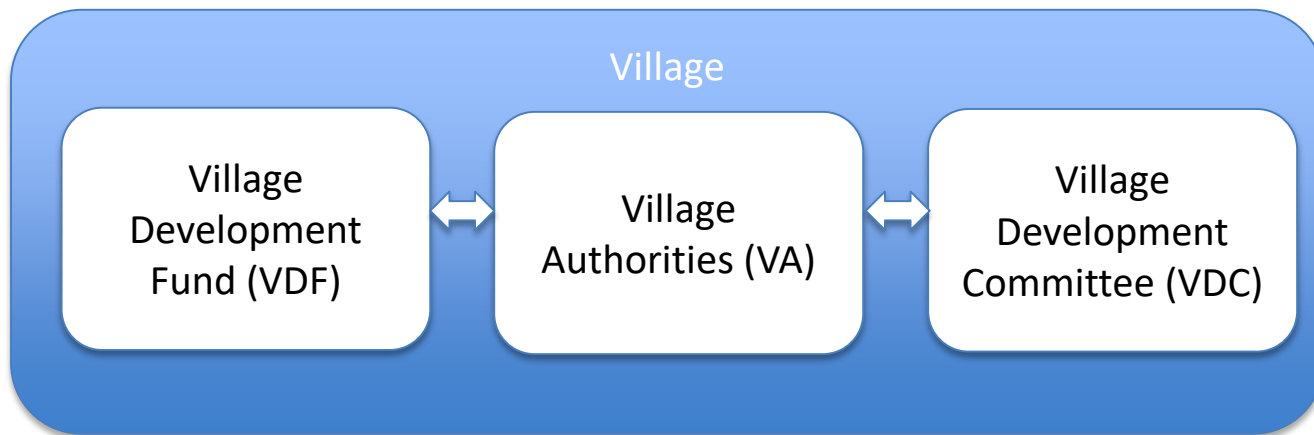 Village
Village
Development
Fund (VDF)
Village
Authorities (VA)
Village
Development
Committee (VDC)